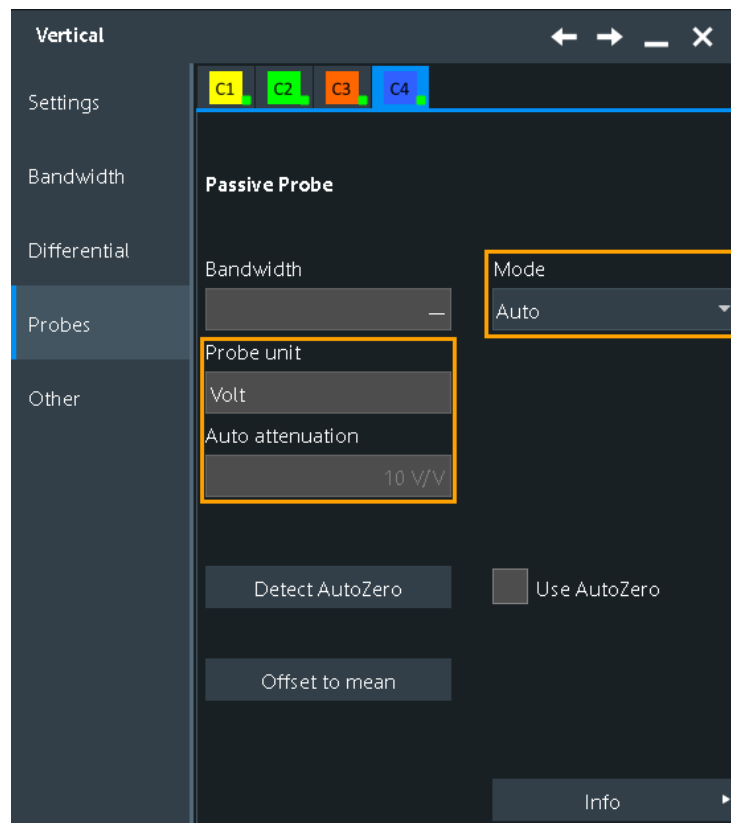 Vertical
Settings
Bandwidth
Differential
Probes
Other
C1 C2 C3 C4
Passive Probe
Bandwidth
—
Mode
Auto
Probe unit
Volt
Auto attenuation
10 V/V
Detect AutoZero
Use AutoZero
Offset to mean
Info